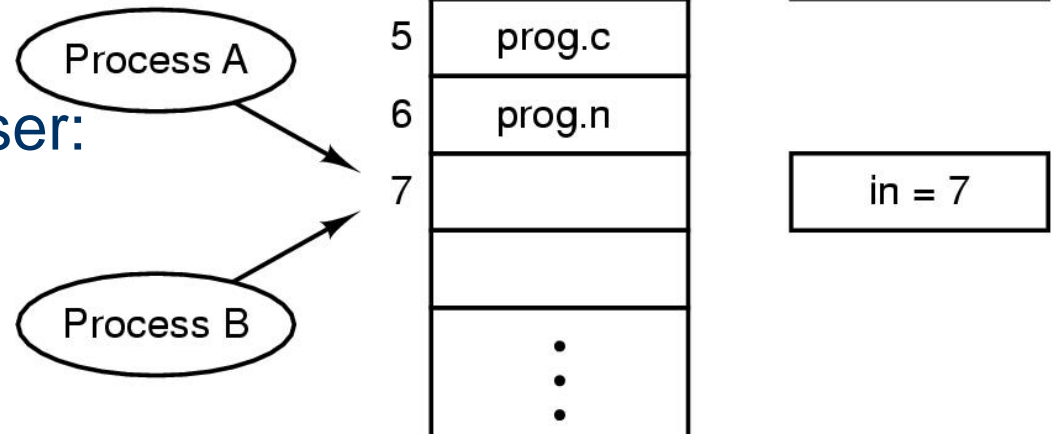 5 prog.c
Process A
6 prog.n
ser:
7
in = 7
Process B